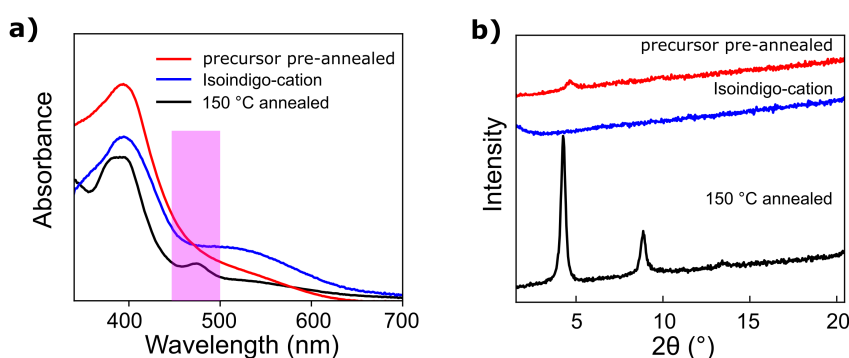 a)
precursor pre-annealed
Isoindigo-cation
150 °C annealed
Absorbance
400 500 600 700
Wavelength (nm)
b)
precursor pre-annealed
Isoindigo-cation
150 °C annealed
Intensity
5 10 15 20
2θ (°)